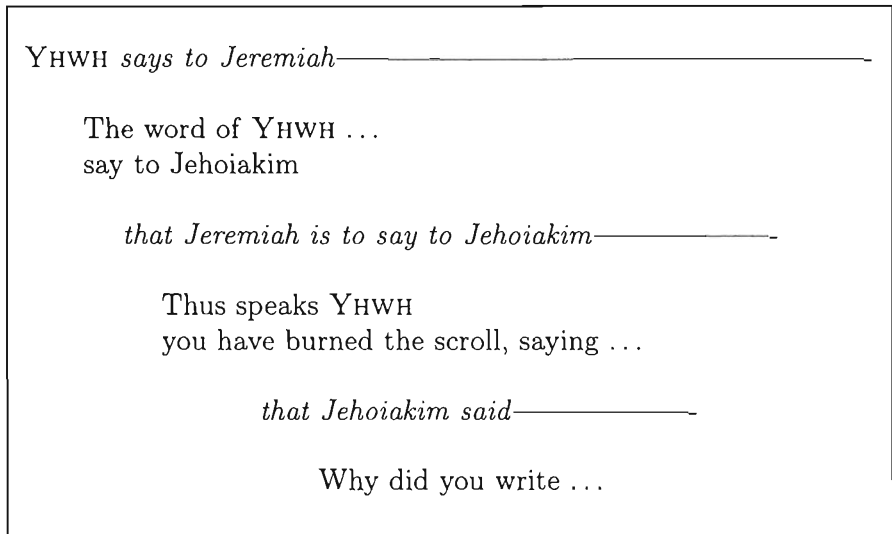 YHWH says to Jeremiah
The word of YHWH ...
say to Jehoiakim
that Jeremiah is to say to Jehoiakim
Thus speaks YHWH
you have burned the scroll, saying ...
that Jehoiakim said
Why did you write ...